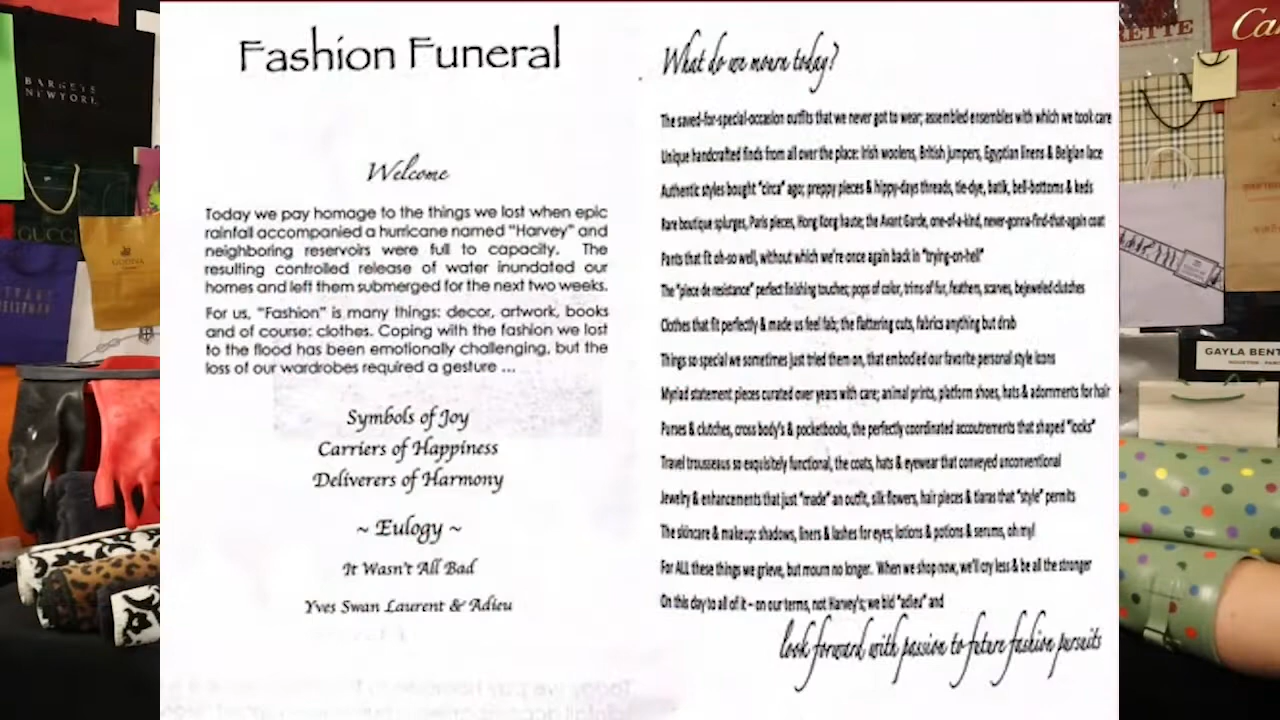 Fashion Funeral
Welcome
Today we pay homage to the things we lost when epic
rainfall accompanied a hurricane named "Harvey" and
neighboring reservoirs were full to capacity. The
resulting controlled release of water inundated our
homes and left them submerged for the next two weeks.
For us, "Fashion" is many things: decor, artwork, books
and of course: clothes. Coping with the fashion we lost
to the flood has been emotionally challenging, but the
loss of our wardrobes required a gesture ...
Symbols of Joy
Carriers of Happiness
Deliverers of Harmony
~ Eulogy ~
It Wasn't All Bad
Yves Swan Laurent & Adieu
What do we mourn today?
The saved-for-special-occasion outfits that we never got to wear; assembled ensembles with which we took care
Unique handcrafted finds from all over the place: Irish woolens, British jumpers, Egyptian linens & Belgian lace
Authentic styles bought "circa" ago; preppy pieces & hippy-days threads, tie-dye, batik, bell-bottoms & keds
Rare boutique splurges, Paris pieces, Hong Kong haute; the Avant Garde, one-of-a-kind, never-gonna-find-that-again coat
Pants that fit oh-so well, without which we're once again back in "trying-on-hell"
The "piece de resistance" perfect finishing touches; pops of color, trims of fur, feathers, scarves, bejeweled clutches
Clothes that fit perfectly & made us feel fab; the flattering cuts, fabrics anything but drab
Things so special we sometimes just tried them on, that embodied our favorite personal style icons
Myriad statement pieces curated over years with care; animal prints, platform shoes, hats & adornments for hair
Purses & clutches, cross body's & pocketbooks, the perfectly coordinated accoutrements that shaped "looks"
Travel trousseaus so exquisitely functional, the coats, hats & eyewear that conveyed unconventional
Jewelry & enhancements that just "made" an outfit, silk flowers, hair pieces & tiaras that "style" permits
The skincare & makeup: shadows, liners & lashes for eyes; lotions & potions & serums, oh my!
For ALL these things we grieve, but mourn no longer. When we shop now, we'll cry less & be all the stronger
On this day to all of it – on our terms, not Harvey's; we bid "adieu" and
look forward with passion to future fashion pursuits
BARNEYS
NEW YORK
GUCCI
GODIVA
GAYLA BENT